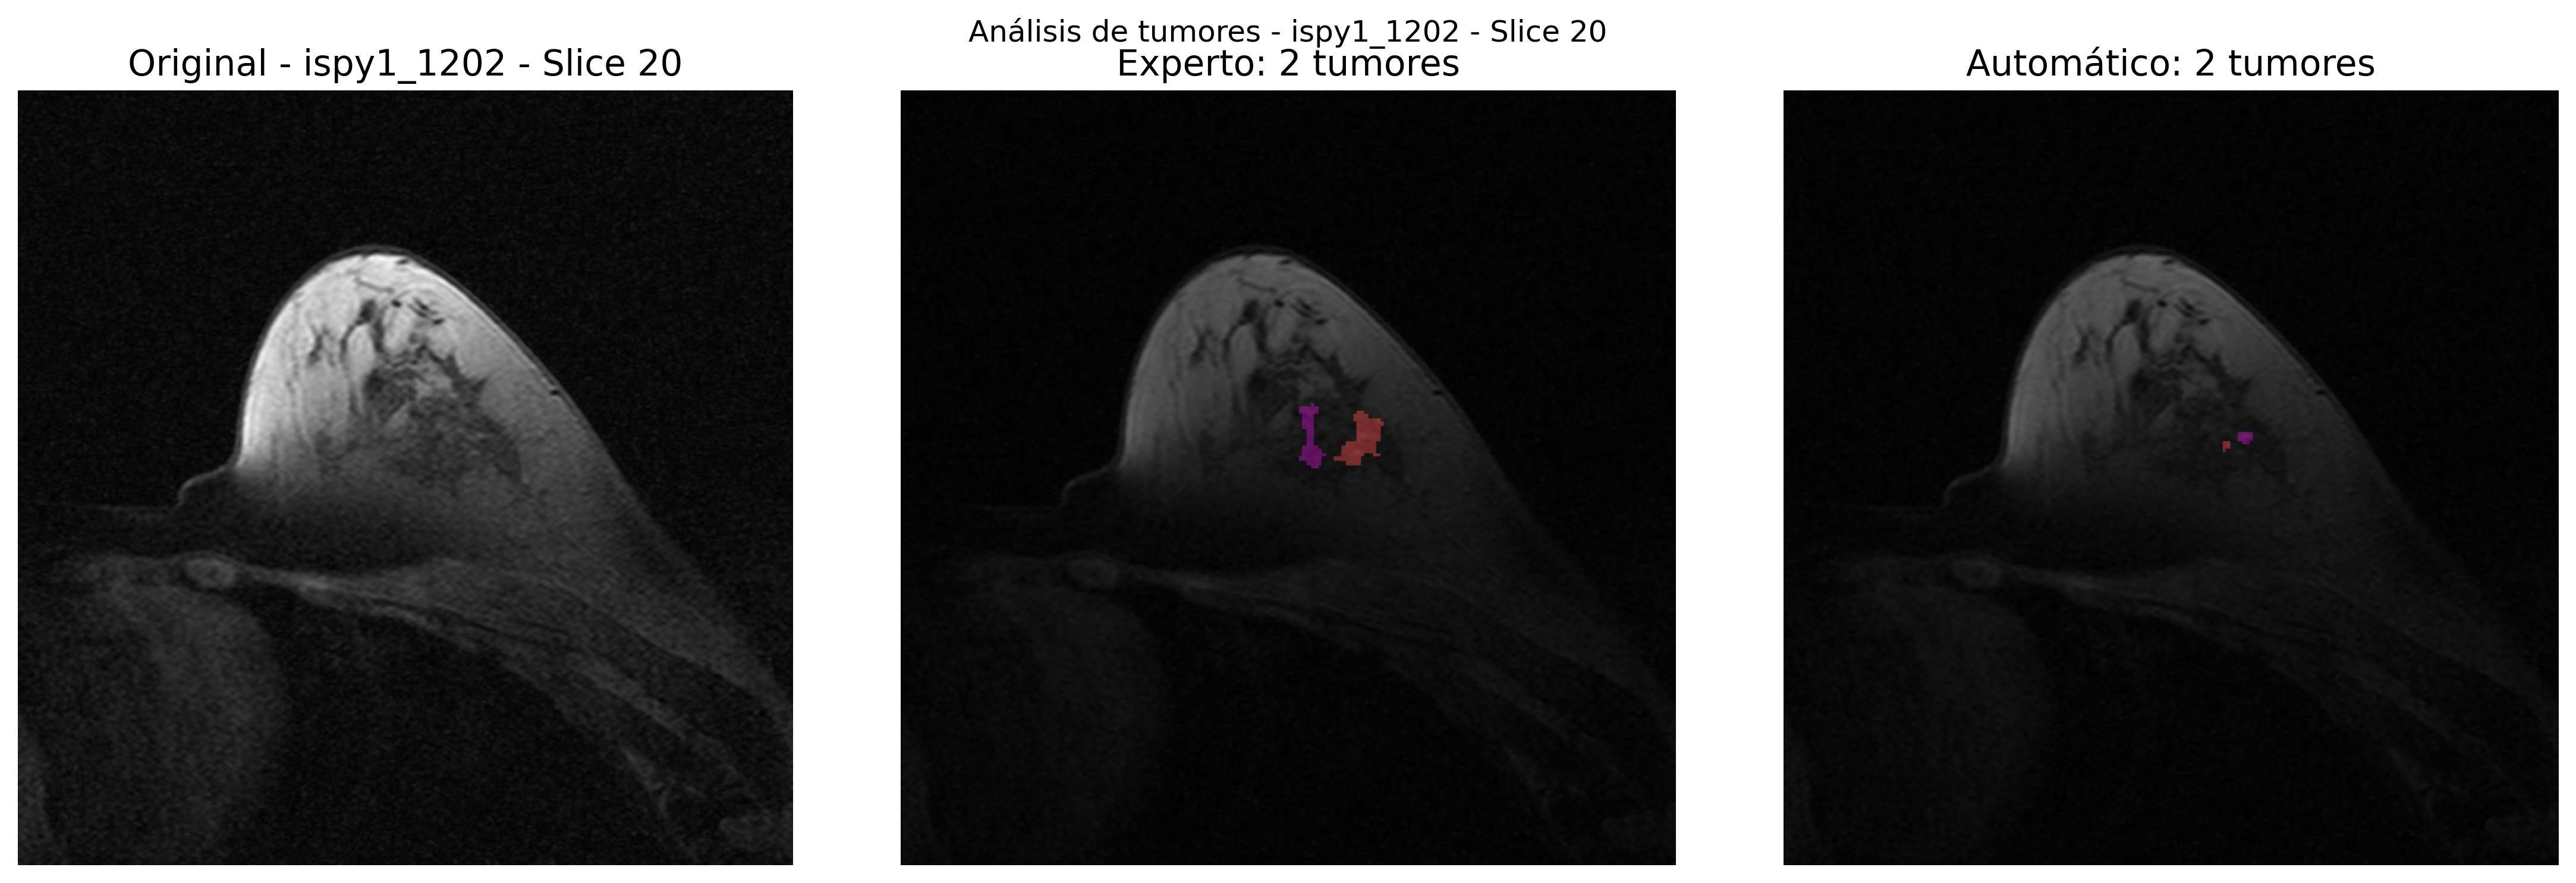 Análisis de tumores - ispy1_1202 - Slice 20
Original - ispy1_1202 - Slice 20
Experto: 2 tumores
Automático: 2 tumores